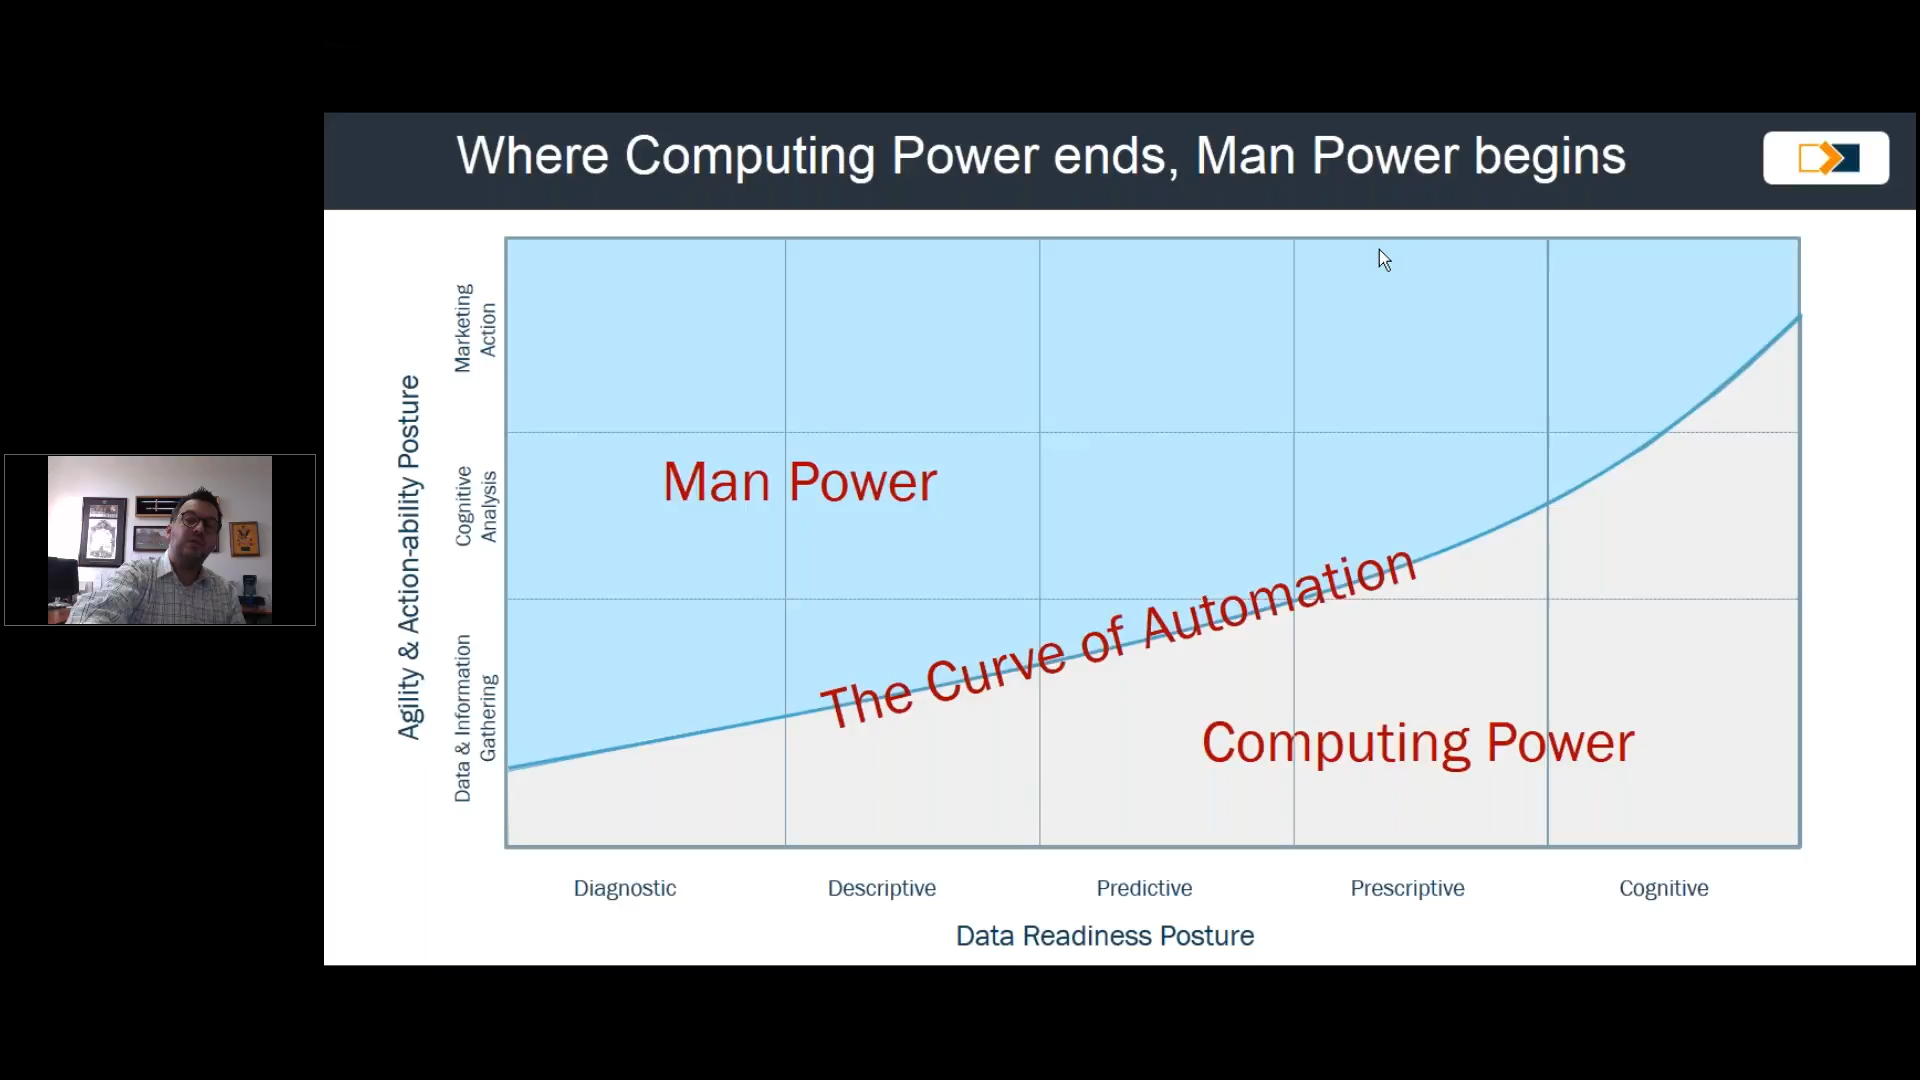 Where Computing Power ends, Man Power begins
Agility & Action-ability Posture
Marketing
Action
Cognitive
Analysis
Data & Information
Gathering
Man Power
The Curve of Automation
Computing Power
Diagnostic
Descriptive
Predictive
Prescriptive
Cognitive
Data Readiness Posture